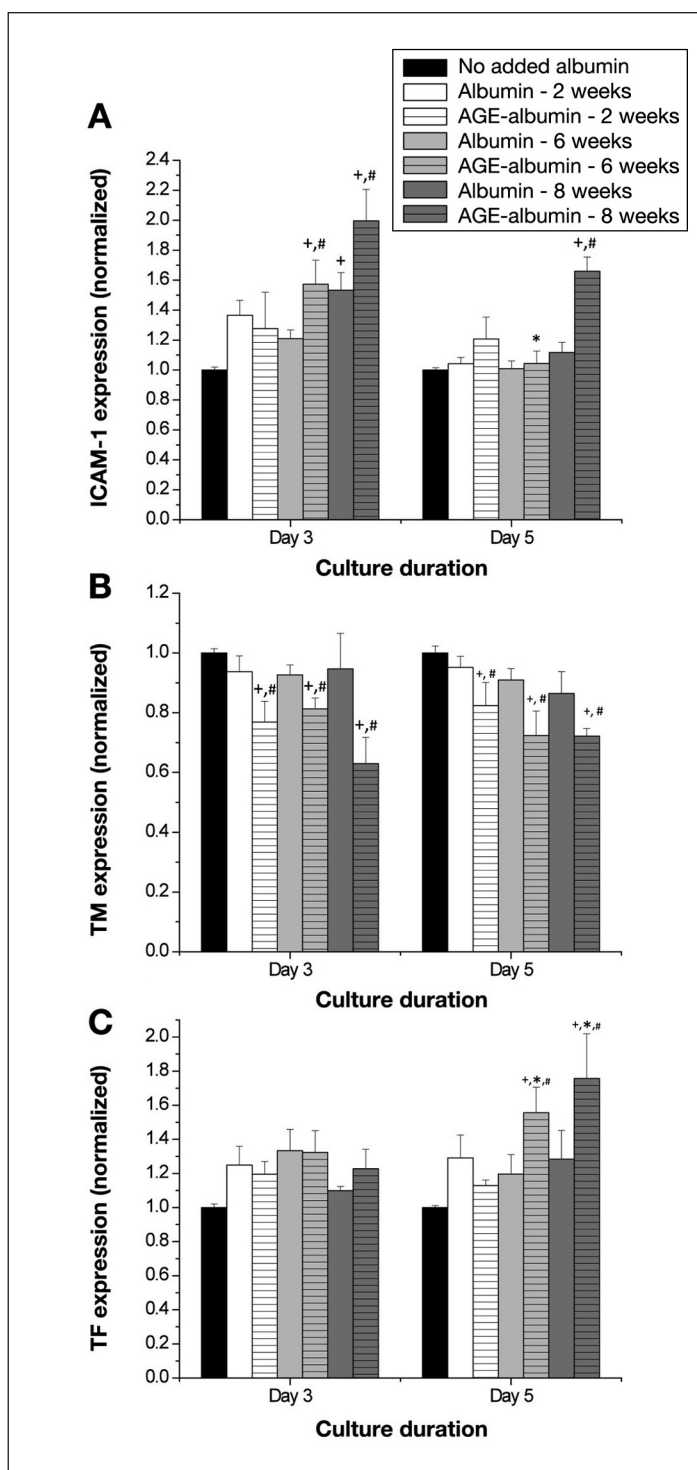 No added albumin
Albumin - 2 weeks
AGE-albumin - 2 weeks
Albumin - 6 weeks
AGE-albumin - 6 weeks
Albumin - 8 weeks
AGE-albumin - 8 weeks
A
ICAM-1 expression (normalized)
2.4
2.2
2.0
1.8
1.6
1.4
1.2
1.0
0.8
0.6
0.4
0.2
0.0
+,#
+
+,#
*
+,#
Day 3
Day 5
Culture duration
B
TM expression (normalized)
1.2
1.0
0.8
0.6
0.4
0.2
0.0
+,#
+,#
+,#
+, #
+, #
+, #
Day 3
Day 5
Culture duration
C
TF expression (normalized)
2.0
1.8
1.6
1.4
1.2
1.0
0.8
0.6
0.4
0.2
0.0
+,*,#
+,*,#
Day 3
Day 5
Culture duration